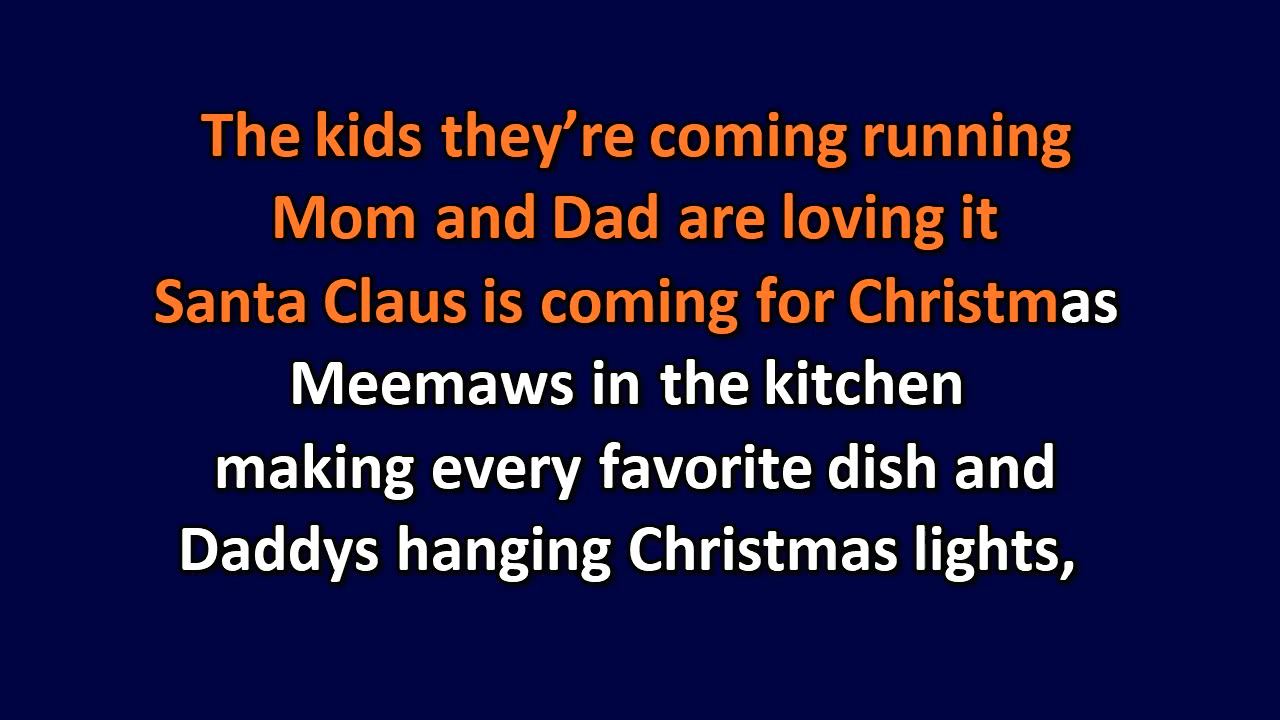 The kids they’re coming running
Mom and Dad are loving it
Santa Claus is coming for Christmas
Meemaws in the kitchen
making every favorite dish and
Daddys hanging Christmas lights,